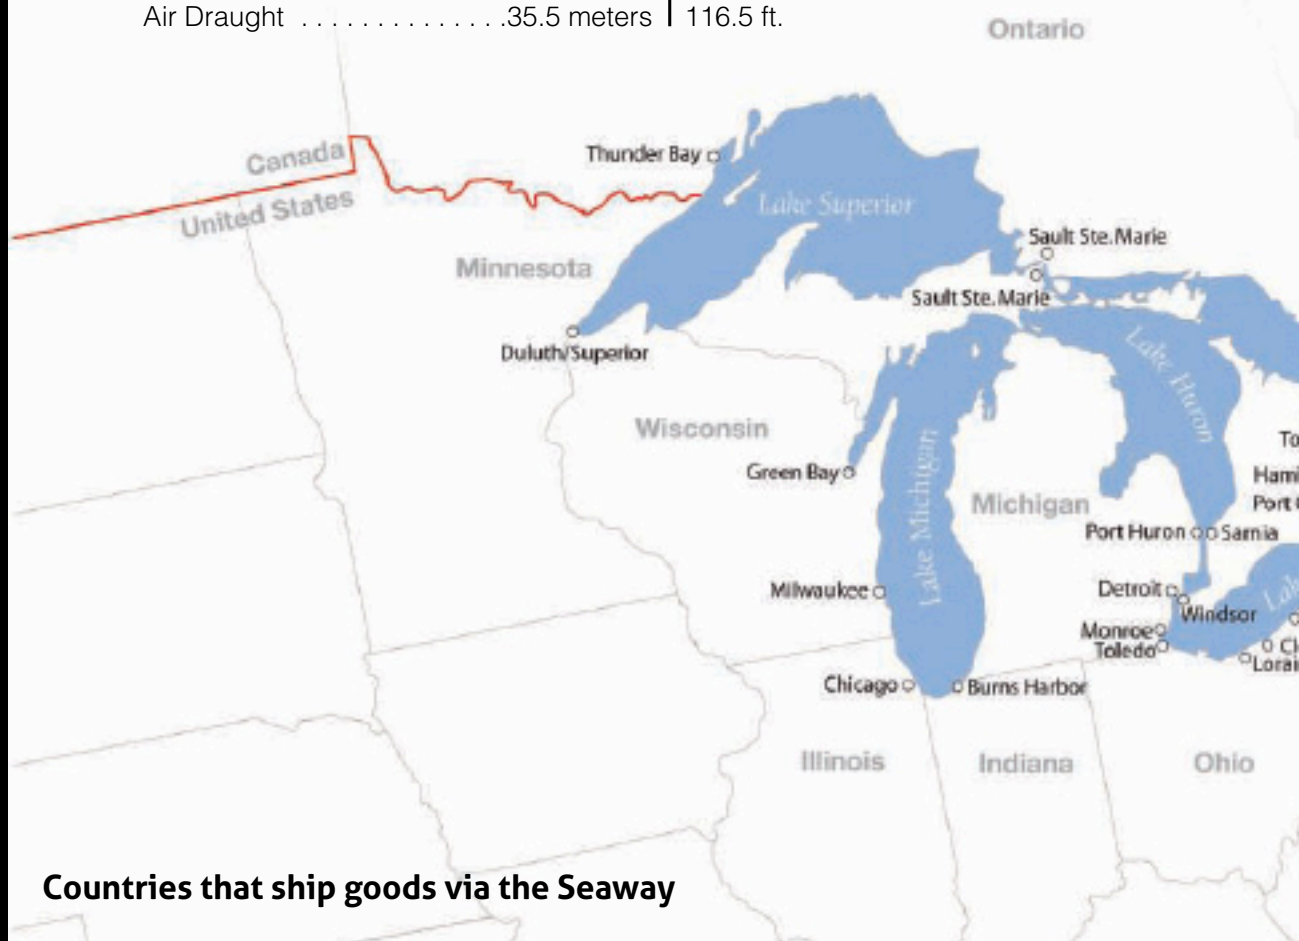 Air Draught . . . . . . . . . . . . . .35.5 meters | 116.5 ft.
Ontario
Thunder Bay
Canada
United States
Lake Superior
Sault Ste. Marie
Minnesota
Sault Ste. Marie
Duluth/Superior
Lake Huron
Wisconsin
Lake Michigan
Green Bay
Michigan
Port Huron
Sarnia
Detroit
Milwaukee
Windsor
Monroe
Toledo
Chicago
Burns Harbor
Illinois
Indiana
Ohio
Countries that ship goods via the Seaway